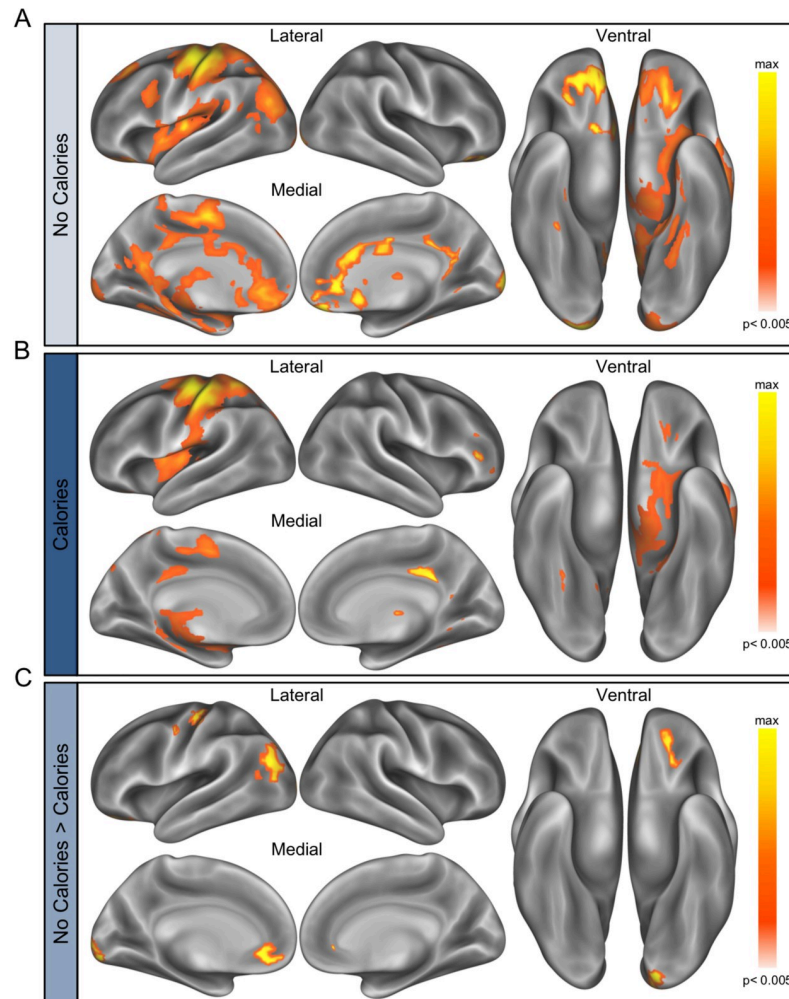 A
No Calories
Lateral
Ventral
Medial
max
p< 0.005
B
Calories
Lateral
Ventral
Medial
max
p< 0.005
C
No Calories > Calories
Lateral
Ventral
Medial
max
p< 0.005